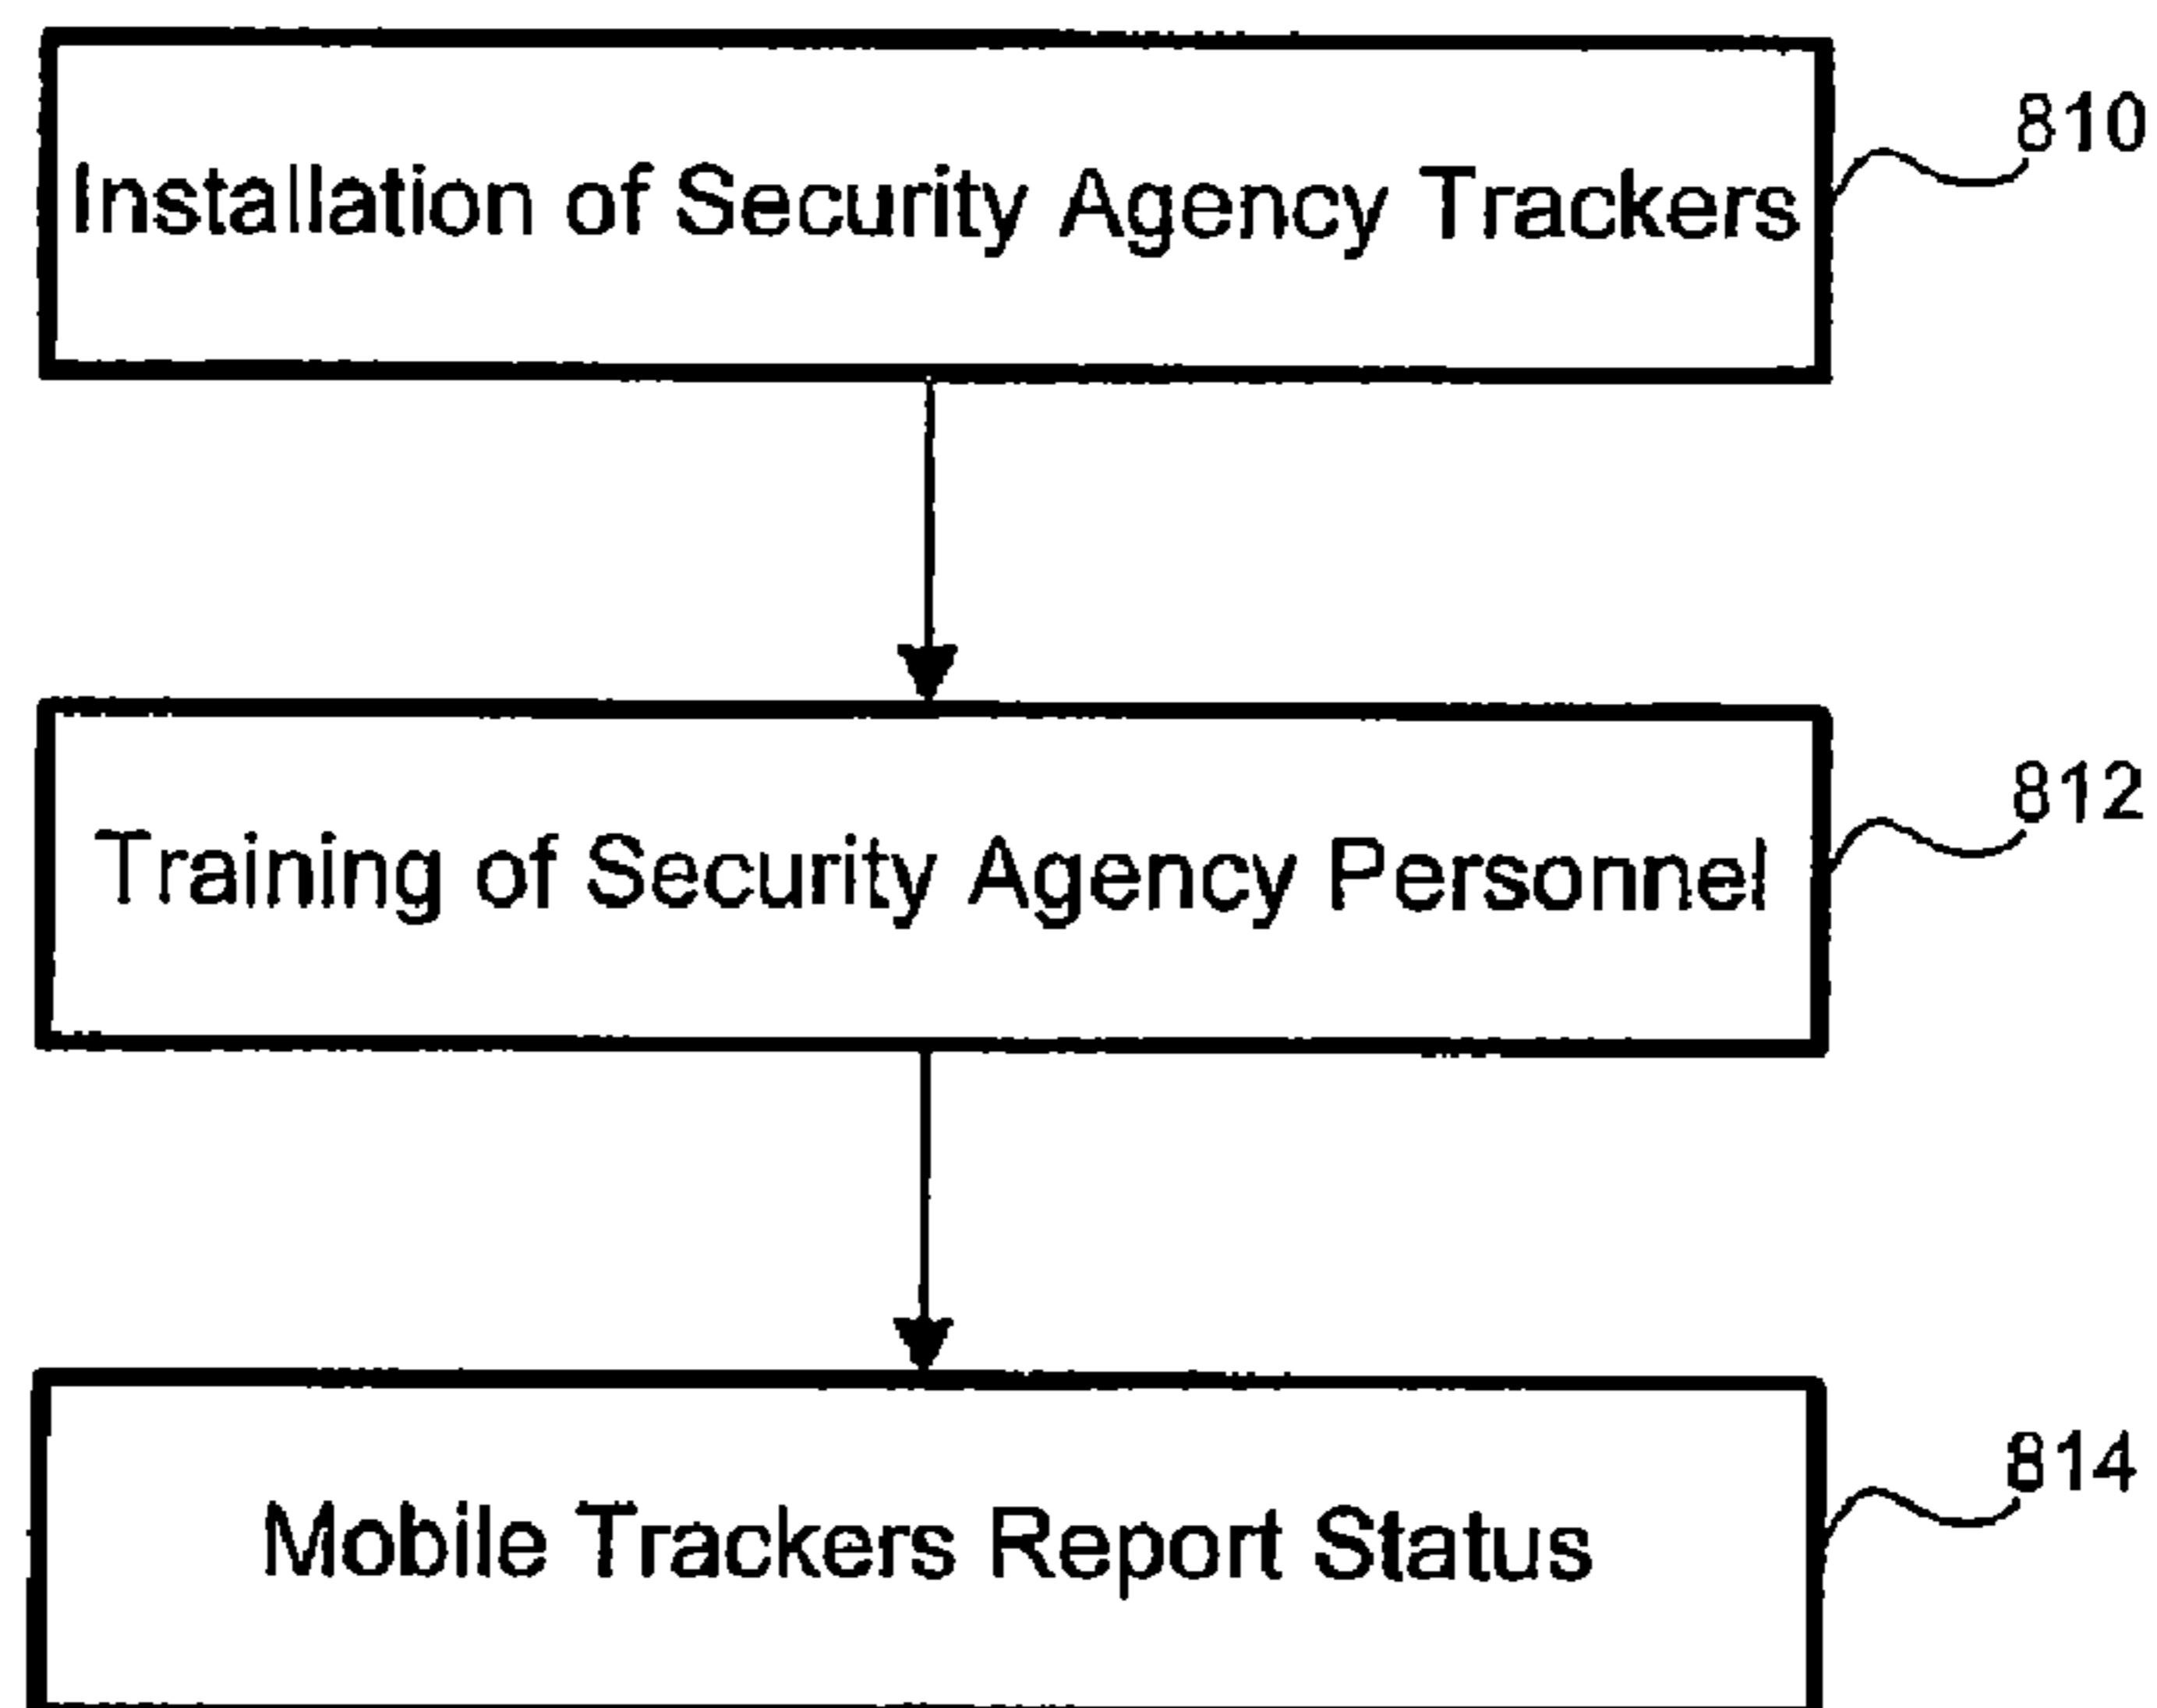 Installation of Security Agency Trackers
810
Training of Security Agency Personnel
812
Mobile Trackers Report Status
814